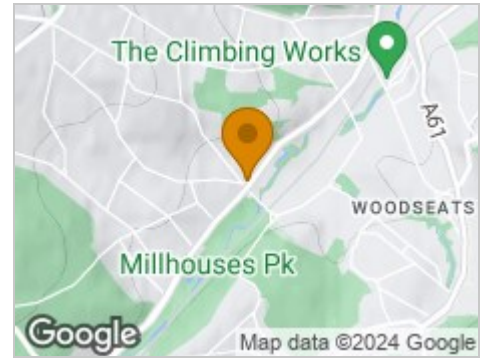 The Climbing Works
A61
WOODSEATS
Millhouses Pk
Google
Map data ©2024 Google